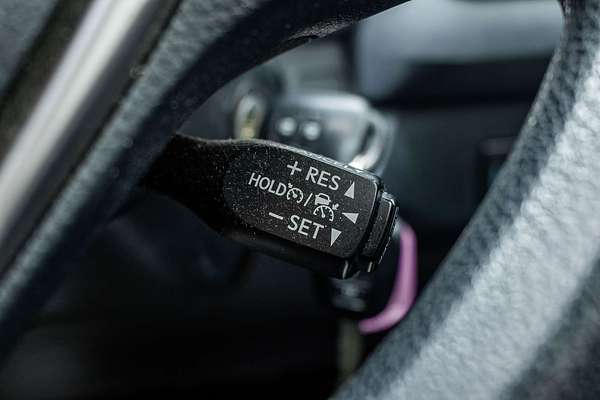 + RES
HOLD /
− SET